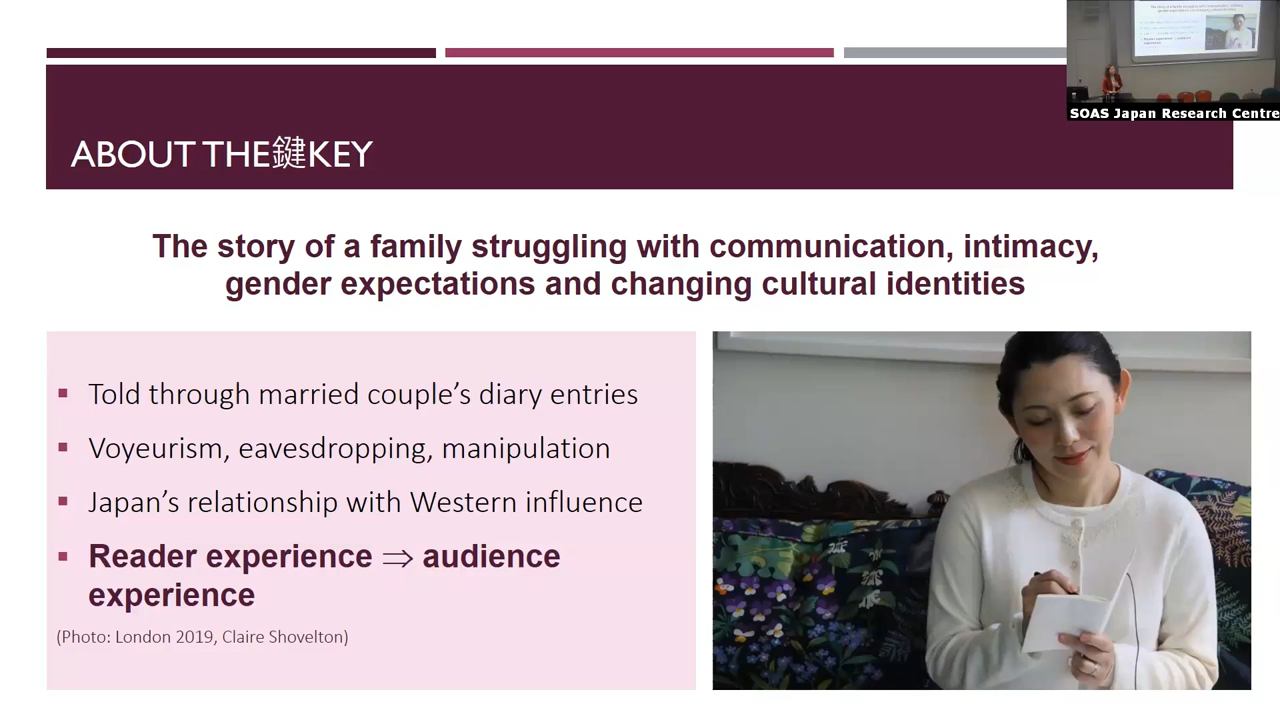 SOAS Japan Research Centre
ABOUT THE鍵KEY
The story of a family struggling with communication, intimacy,
gender expectations and changing cultural identities
▪ Told through married couple’s diary entries
▪ Voyeurism, eavesdropping, manipulation
▪ Japan’s relationship with Western influence
▪ Reader experience ⇒ audience
experience
(Photo: London 2019, Claire Shovelton)